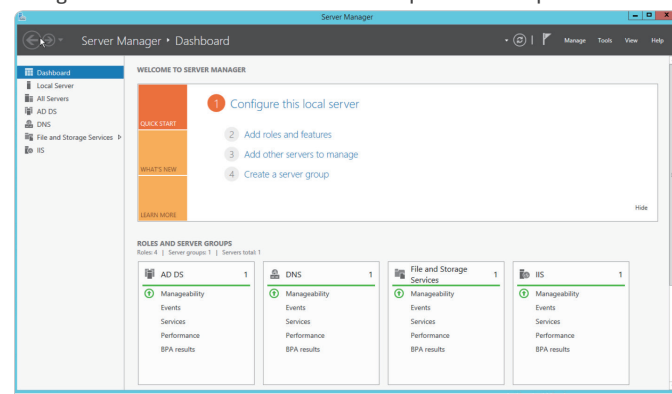 Server Manager
Server Manager • Dashboard
Manage Tools View Help
Dashboard
Local Server
All Servers
AD DS
DNS
File and Storage Services
IIS
WELCOME TO SERVER MANAGER
QUICK START
WHAT'S NEW
LEARN MORE
1 Configure this local server
2 Add roles and features
3 Add other servers to manage
4 Create a server group
Hide
ROLES AND SERVER GROUPS
Roles: 4 | Server groups: 1 | Servers total: 1
AD DS 1
Manageability
Events
Services
Performance
BPA results
DNS 1
Manageability
Events
Services
Performance
BPA results
File and Storage
Services 1
Manageability
Events
Services
Performance
BPA results
IIS 1
Manageability
Events
Services
Performance
BPA results